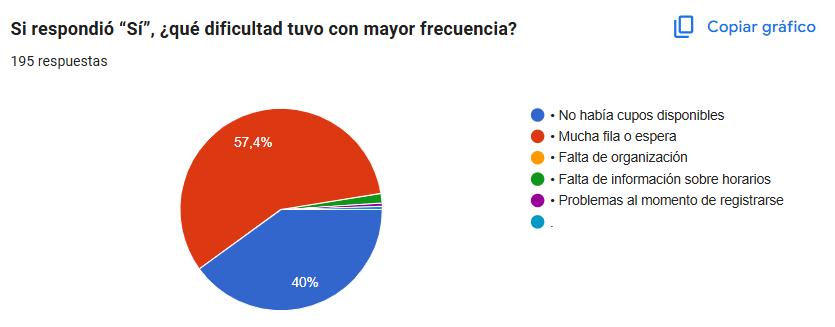 Si respondió “Sí”, ¿qué dificultad tuvo con mayor frecuencia?
Copiar gráfico
195 respuestas
57,4%
40%
• No había cupos disponibles
• Mucha fila o espera
• Falta de organización
• Falta de información sobre horarios
• Problemas al momento de registrarse
.